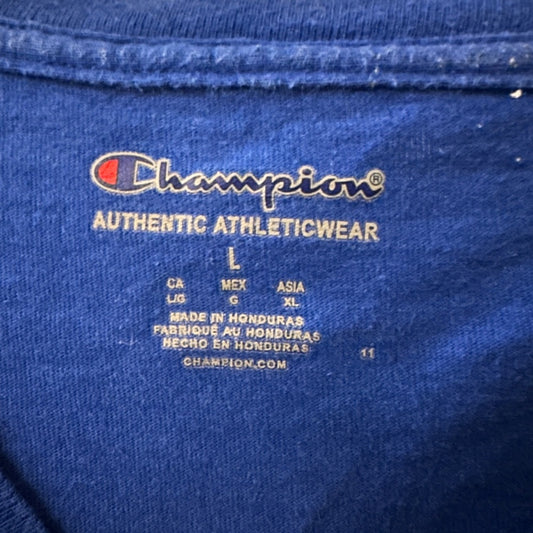 Champion®
AUTHENTIC ATHLETICWEAR
L
CA MEX ASIA
L/G G XL
MADE IN HONDURAS
FABRIQUÉ AU HONDURAS
HECHO EN HONDURAS
11
CHAMPION.COM